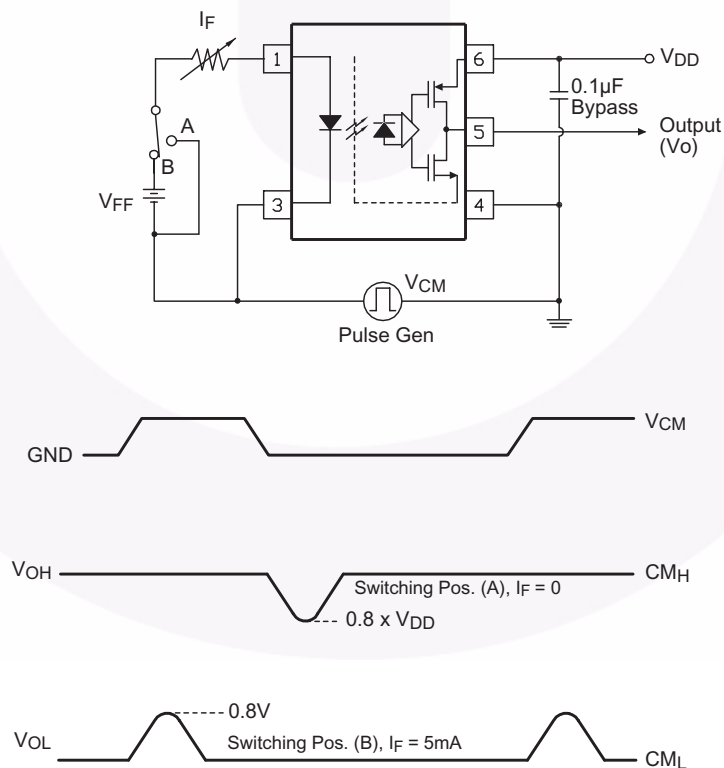 IF
1
6
VDD
0.1µF
Bypass
A
5
Output
(Vo)
B
VFF
3
4
VCM
Pulse Gen
VCM
GND
VOH
Switching Pos. (A), IF = 0
CMH
0.8 x VDD
0.8V
VOL
Switching Pos. (B), IF = 5mA
CML